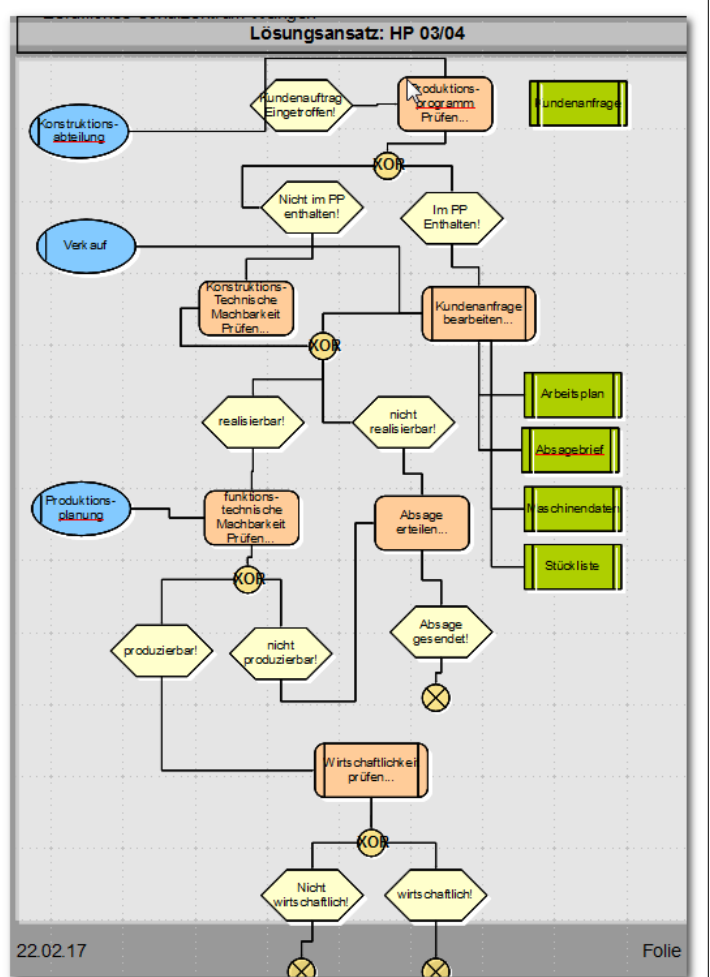 Lösungsansatz: HP 03/04
Kundenauftrag
Eingetroffen!
Produktions-
programm
Prüfen...
Kundenanfrage
Konstruktions-
abteilung
XOR
Nicht im PP
enthalten!
Im PP
Enthalten!
Verkauf
Konstruktions-
Technische
Machbarkeit
Prüfen...
Kundenanfrage
bearbeiten...
XOR
Arbeitsplan
realisierbar!
nicht
realisierbar!
Absagebrief
Produktions-
planung
funktions-
technische
Machbarkeit
Prüfen...
Absage
erteilen...
Maschinendaten
Stückliste
XOR
produzierbar!
nicht
produzierbar!
Absage
gesendet!
Wirtschaftlichkeit
prüfen...
XOR
Nicht
wirtschaftlich!
wirtschaftlich!
22.02.17
Folie